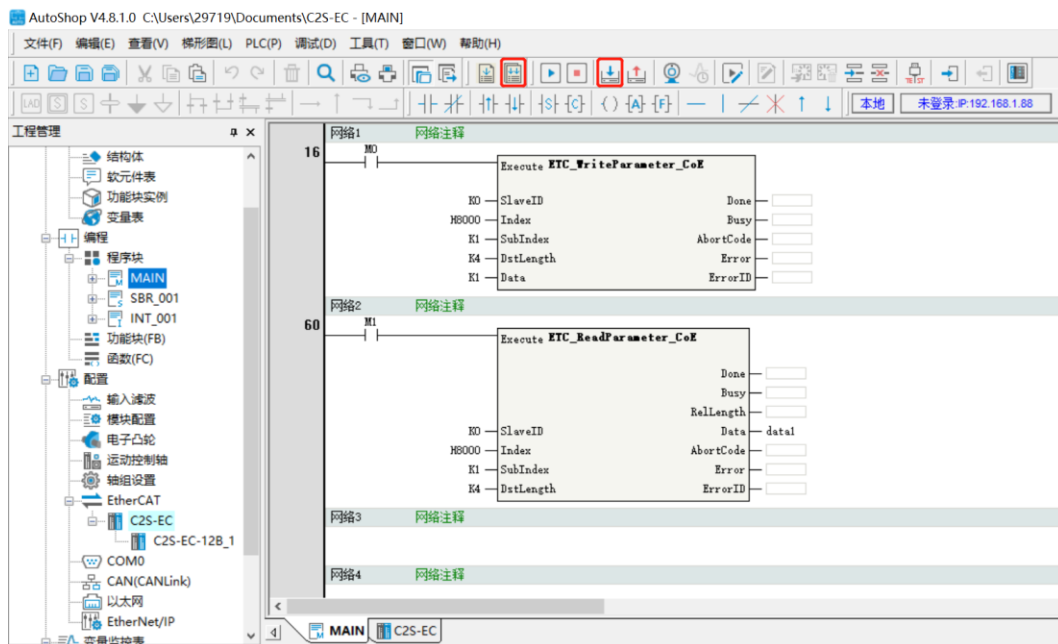 AutoShop V4.8.1.0 C:\Users\29719\Documents\C2S-EC - [MAIN]
文件(F) 编辑(E) 查看(V) 梯形图(L) PLC(P) 调试(D) 工具(T) 窗口(W) 帮助(H)
LAD S S S C A F 本地 未登录:IP:192.168.1.88
TEST
工程管理
结构体
软元件表
功能块实例
变量表
编程
程序块
MAIN
SBR_001
INT_001
功能块(FB)
函数(FC)
配置
输入滤波
模块配置
电子凸轮
运动控制轴
轴组设置
EtherCAT
C2S-EC
C2S-EC-12B_1
COM0
CAN(CANLink)
以太网
EtherNet/IP
变量监控表
网络1 网络注释
16 M0
Execute ETC_WriteParameter_CoE
K0 SlaveID Done
H8000 Index Busy
K1 SubIndex AbortCode
K4 DstLength Error
K1 Data ErrorID
网络2 网络注释
60 M1
Execute ETC_ReadParameter_CoE
Done
Busy
RelLength
K0 SlaveID Data data1
H8000 Index AbortCode
K1 SubIndex Error
K4 DstLength ErrorID
网络3 网络注释
网络4 网络注释
MAIN C2S-EC